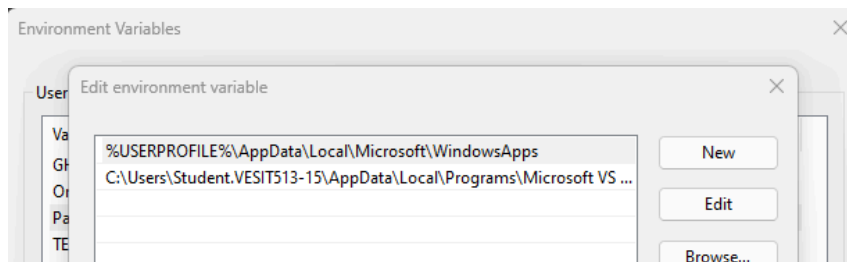 Environment Variables
Edit environment variable
User
Va
%USERPROFILE%\AppData\Local\Microsoft\WindowsApps
New
GH
C:\Users\Student.VESIT513-15\AppData\Local\Programs\Microsoft VS ...
Or
Edit
Pa
TE
Browse...